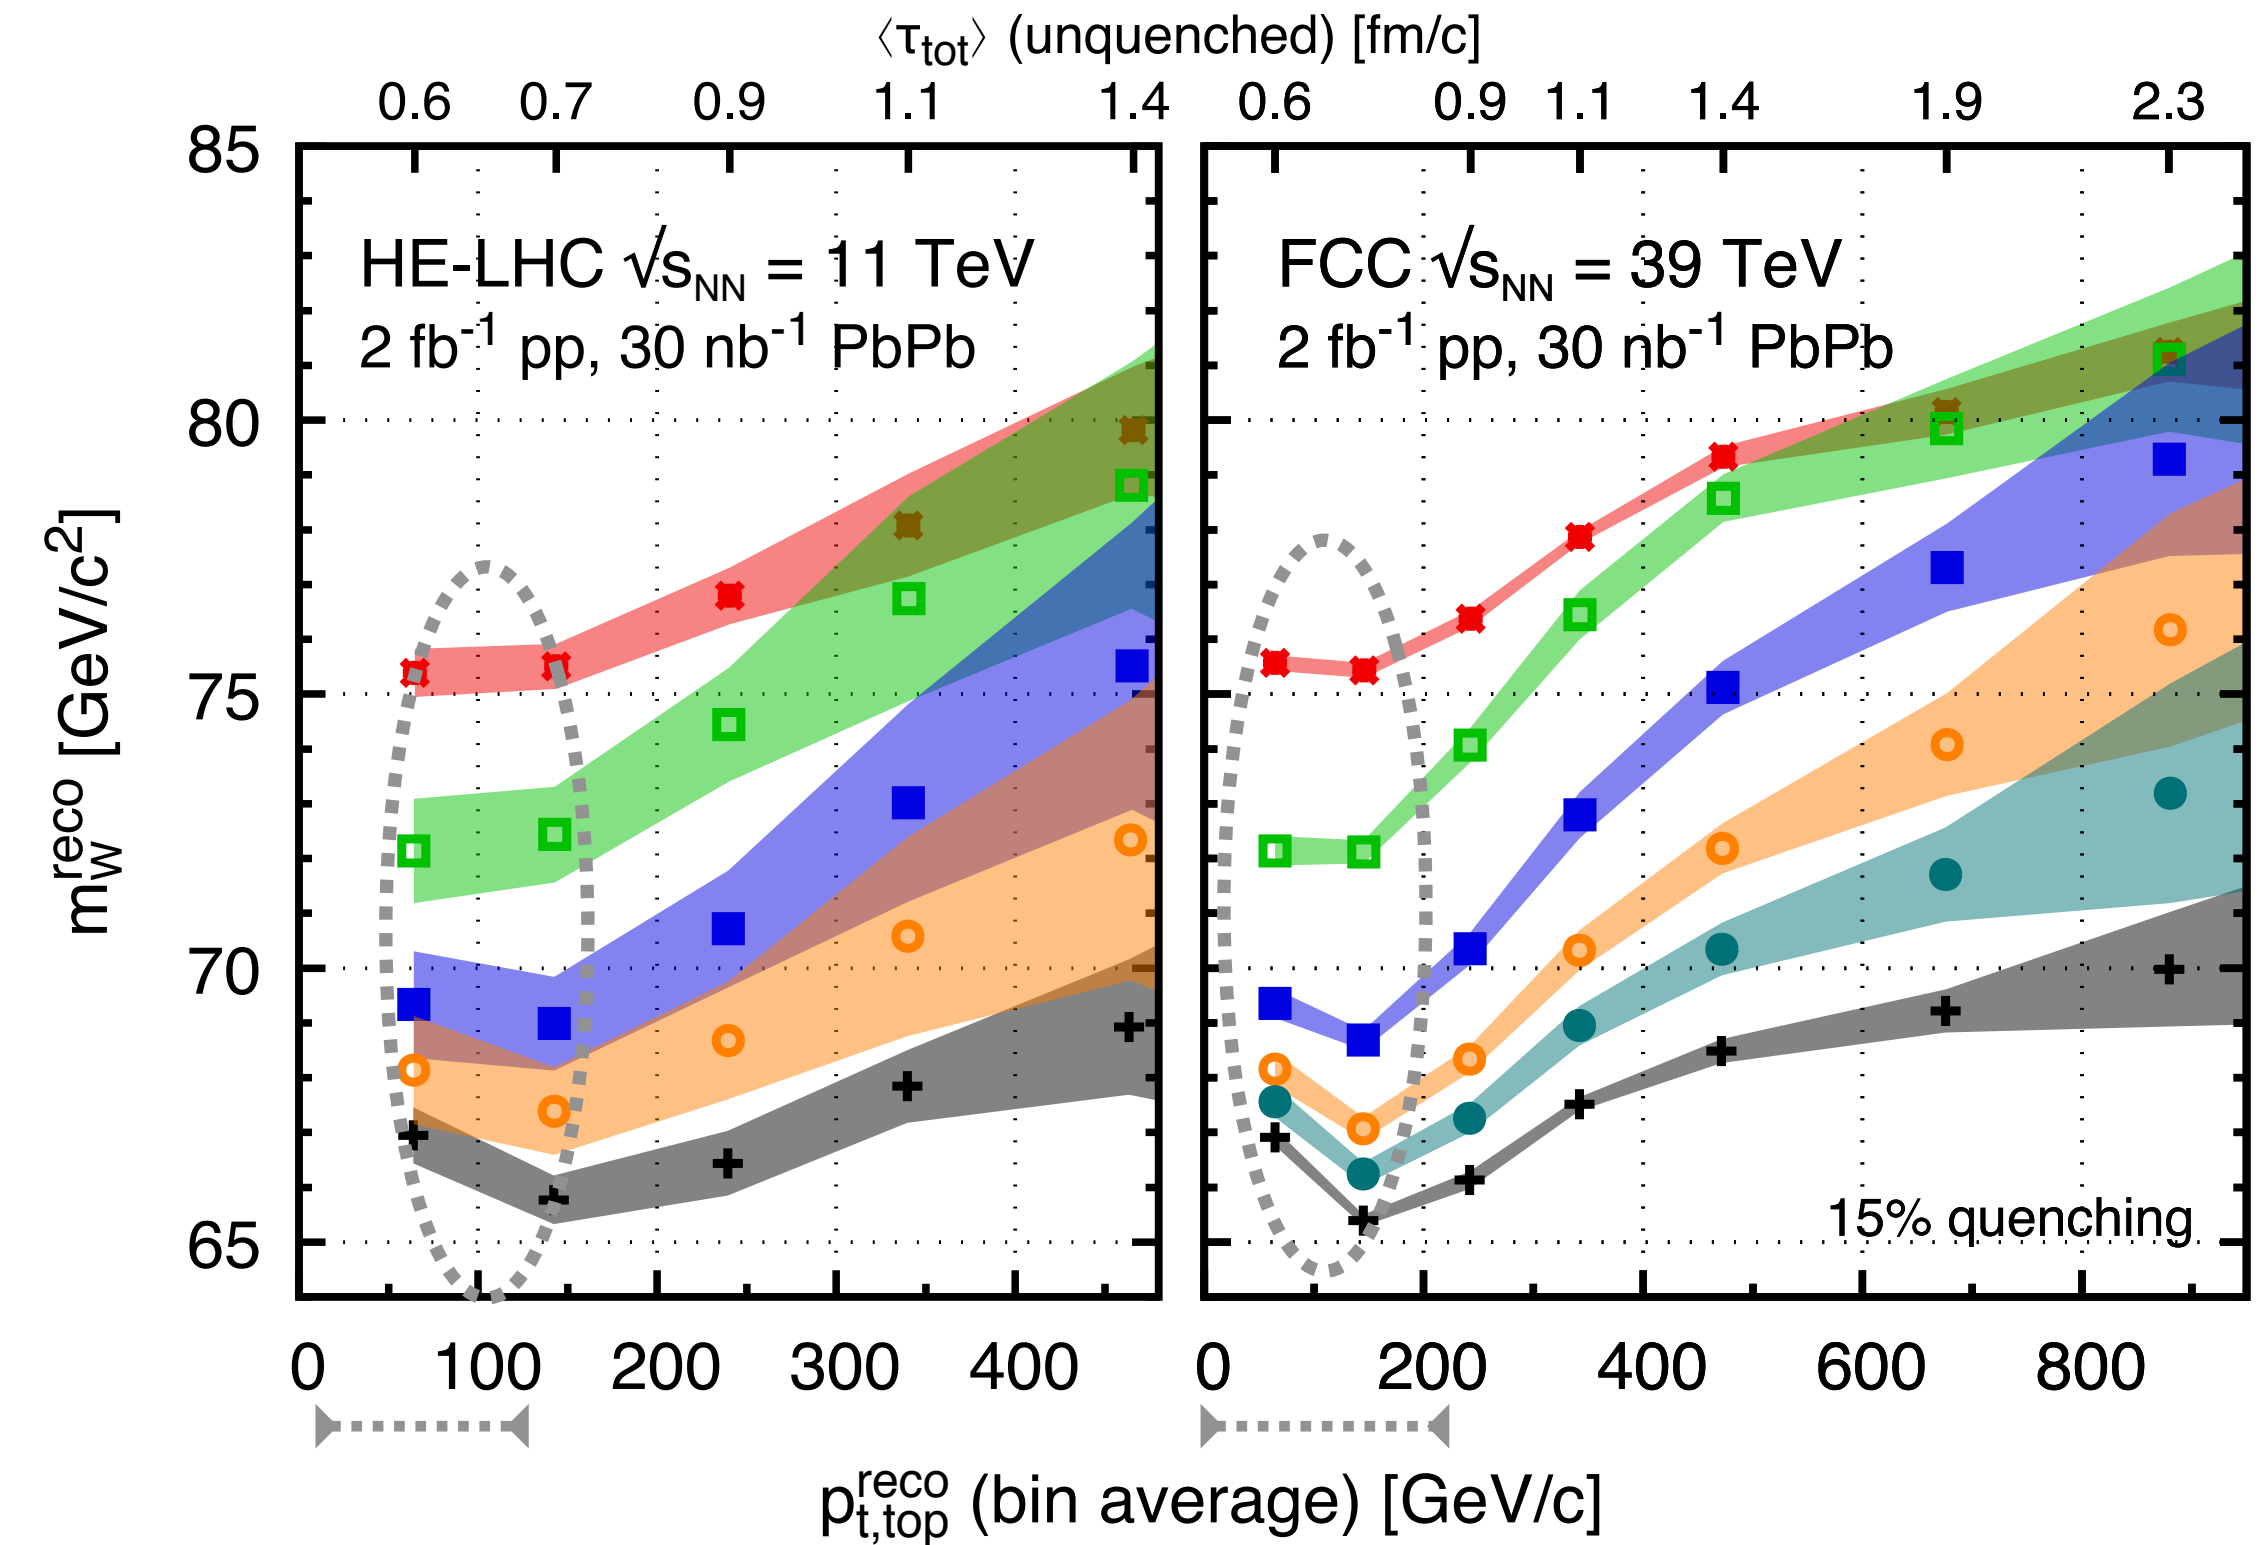 ⟨τtot⟩ (unquenched) [fm/c]
0.6 0.7 0.9 1.1 1.4 0.6 0.9 1.1 1.4 1.9 2.3
85
80
75
70
65
mWreco [GeV/c2]
HE-LHC √sNN = 11 TeV
2 fb-1 pp, 30 nb-1 PbPb
FCC √sNN = 39 TeV
2 fb-1 pp, 30 nb-1 PbPb
15% quenching
0 100 200 300 400 0 200 400 600 800
pt,topreco (bin average) [GeV/c]